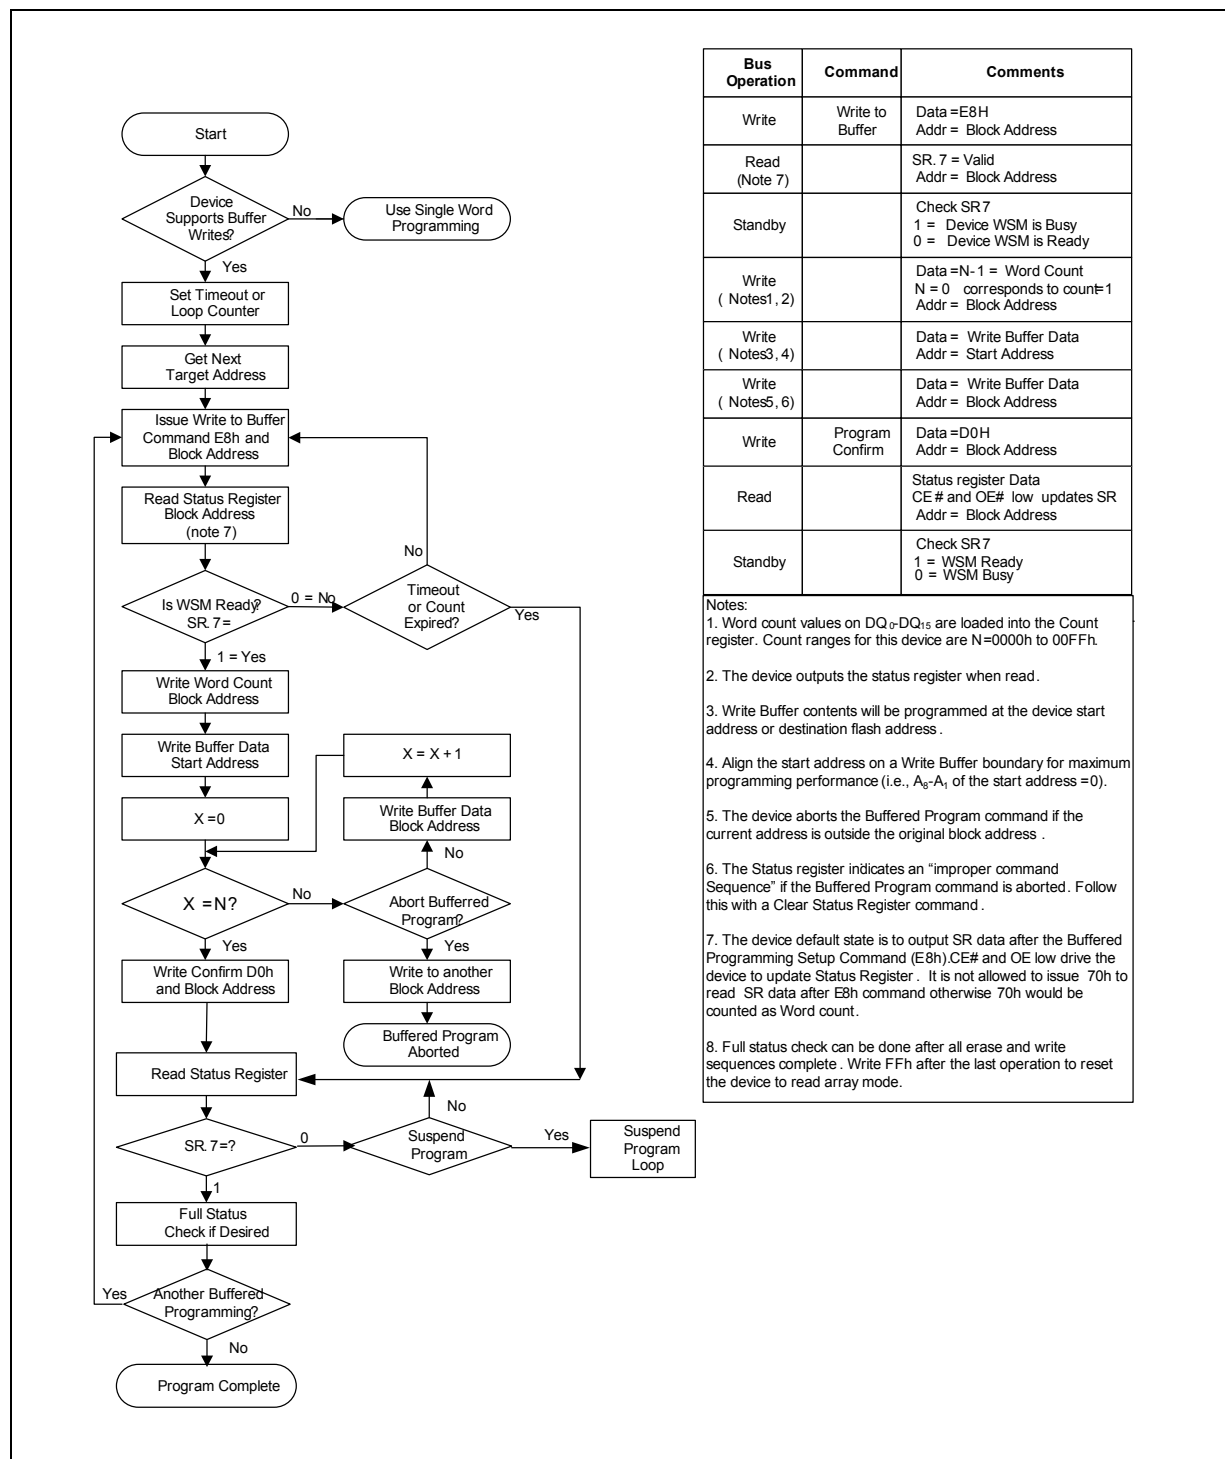 Start
Device
Supports Buffer
Writes?
No
Use Single Word
Programming
Yes
Set Timeout or
Loop Counter
Get Next
Target Address
Issue Write to Buffer
Command E8h and
Block Address
Read Status Register
Block Address
(note 7)
No
Is WSM Ready?
SR. 7 =
0 = No
Timeout
or Count
Expired?
Yes
1 = Yes
Write Word Count
Block Address
Write Buffer Data
Start Address
X = X + 1
X =0
Write Buffer Data
Block Address
No
X =N?
No
Abort Bufferred
Program?
Yes
Yes
Write Confirm D0h
and Block Address
Write to another
Block Address
Buffered Program
Aborted
Read Status Register
No
SR. 7=?
0
Suspend
Program
Yes
Suspend
Program
Loop
1
Full Status
Check if Desired
Yes
Another Buffered
Programming?
No
Program Complete
Bus
Operation
Command
Comments
Write
Write to
Buffer
Data =E8H
Addr = Block Address
Read
(Note 7)
SR. 7 = Valid
Addr = Block Address
Standby
Check SR7
1 = Device WSM is Busy
0 = Device WSM is Ready
Write
( Notes1, 2)
Data =N-1 = Word Count
N = 0 corresponds to count=1
Addr = Block Address
Write
( Notes3, 4)
Data = Write Buffer Data
Addr = Start Address
Write
( Notes5, 6)
Data = Write Buffer Data
Addr = Block Address
Write
Program
Confirm
Data =D0H
Addr = Block Address
Read
Status register Data
CE# and OE# low updates SR
Addr = Block Address
Standby
Check SR7
1 = WSM Ready
0 = WSM Busy
Notes:
1. Word count values on DQ0-DQ15 are loaded into the Count
register. Count ranges for this device are N=0000h to 00FFh.
2. The device outputs the status register when read.
3. Write Buffer contents will be programmed at the device start
address or destination flash address.
4. Align the start address on a Write Buffer boundary for maximum
programming performance (i.e., A8-A1 of the start address =0).
5. The device aborts the Buffered Program command if the
current address is outside the original block address .
6. The Status register indicates an “improper command
Sequence” if the Buffered Program command is aborted. Follow
this with a Clear Status Register command.
7. The device default state is to output SR data after the Buffered
Programming Setup Command (E8h).CE# and OE low drive the
device to update Status Register . It is not allowed to issue 70h to
read SR data after E8h command otherwise 70h would be
counted as Word count.
8. Full status check can be done after all erase and write
sequences complete. Write FFh after the last operation to reset
the device to read array mode.